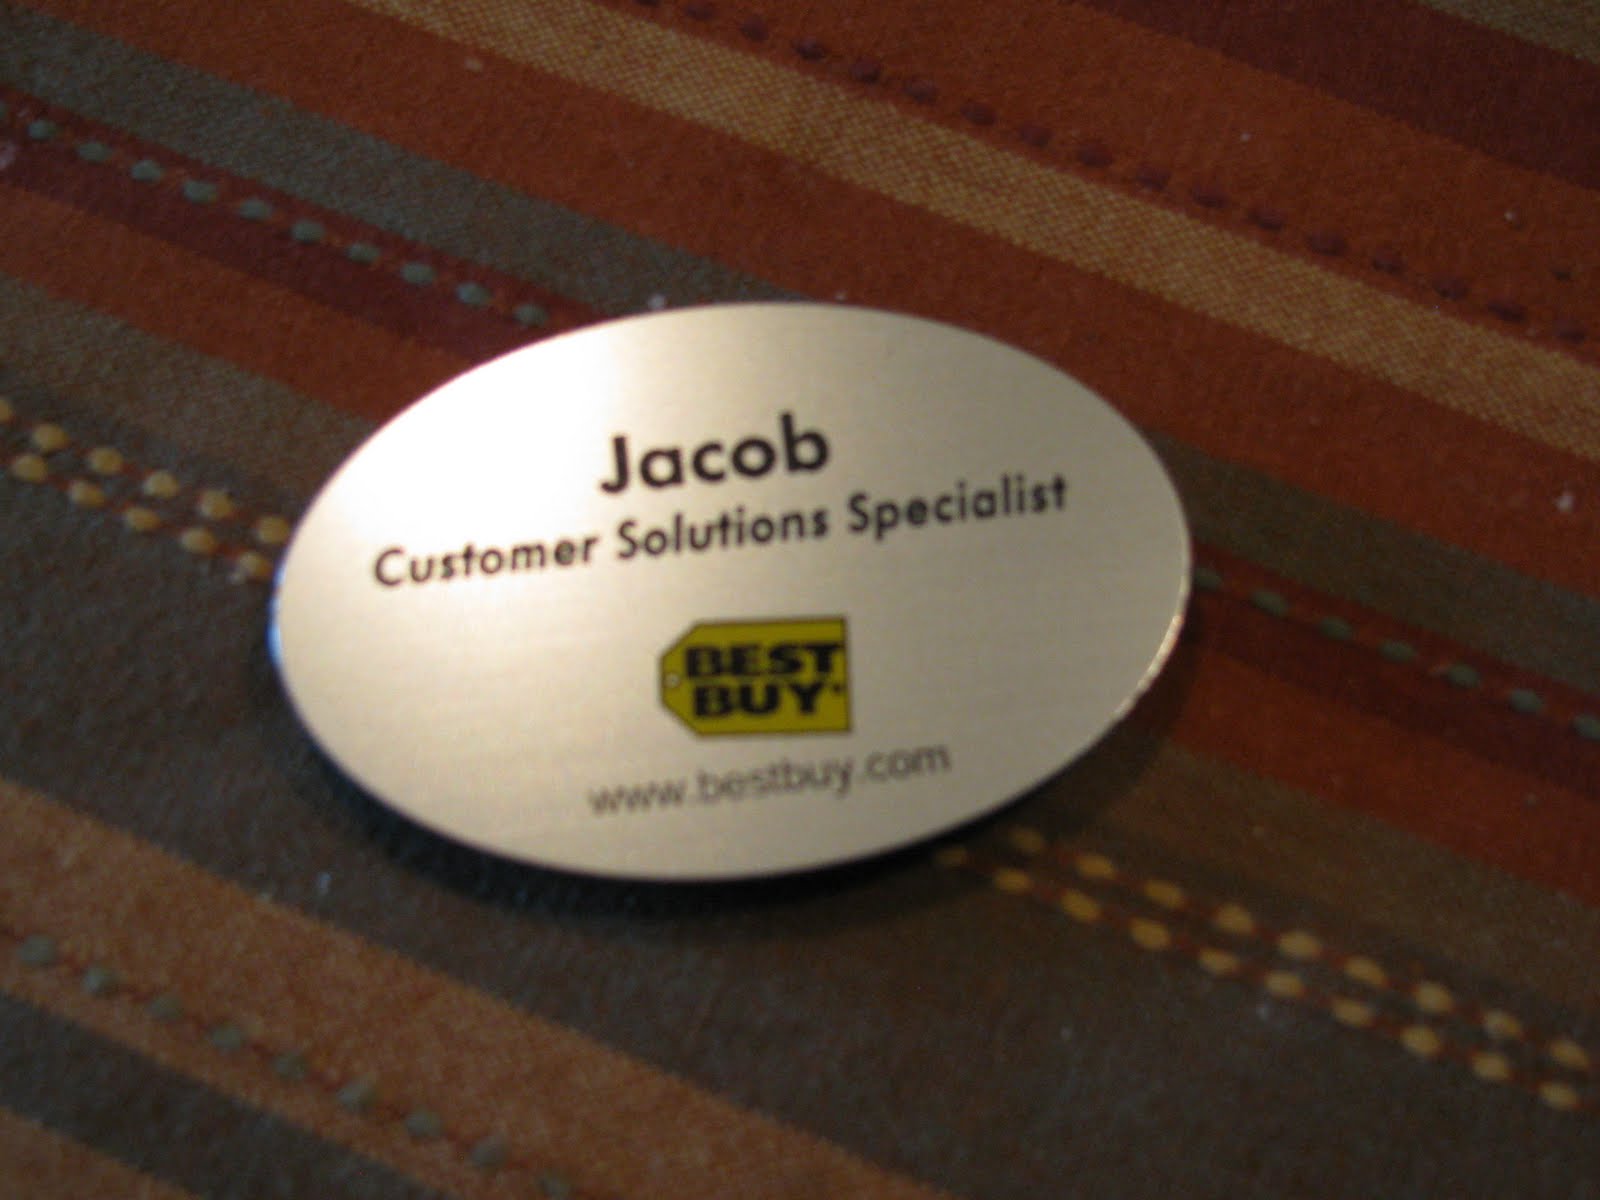 Jacob
Customer Solutions Specialist
BEST
BUY
www.bestbuy.com